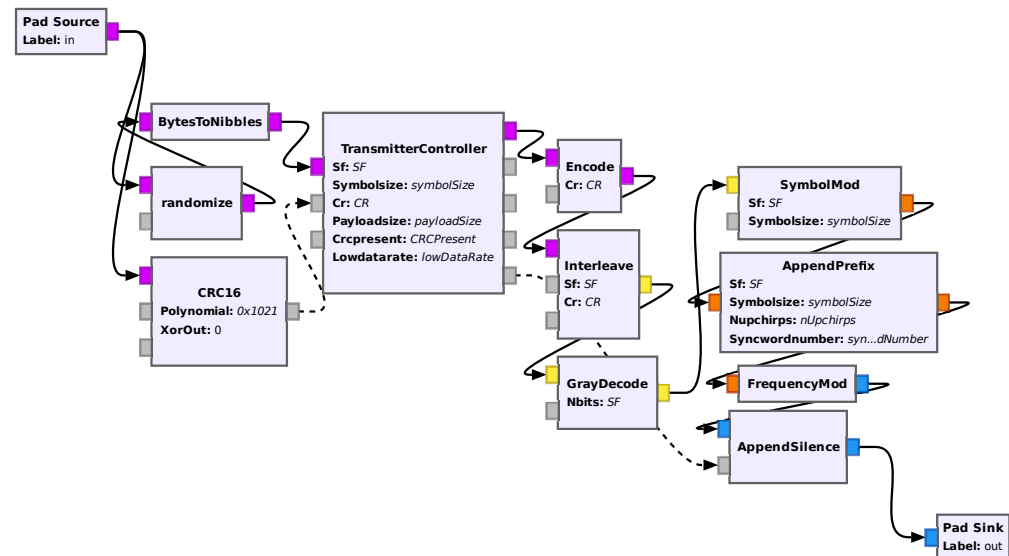 Pad Source
Label: in
BytesToNibbles
randomize
CRC16
Polynomial: 0x1021
XorOut: 0
TransmitterController
Sf: SF
Symbolsize: symbolSize
Cr: CR
Payloadsize: payloadSize
Crcpresent: CRCPresent
Lowdatarate: lowDataRate
Encode
Cr: CR
Interleave
Sf: SF
Cr: CR
GrayDecode
Nbits: SF
SymbolMod
Sf: SF
Symbolsize: symbolSize
AppendPrefix
Sf: SF
Symbolsize: symbolSize
Nupchirps: nUpchirps
Syncwordnumber: syn...dNumber
FrequencyMod
AppendSilence
Pad Sink
Label: out